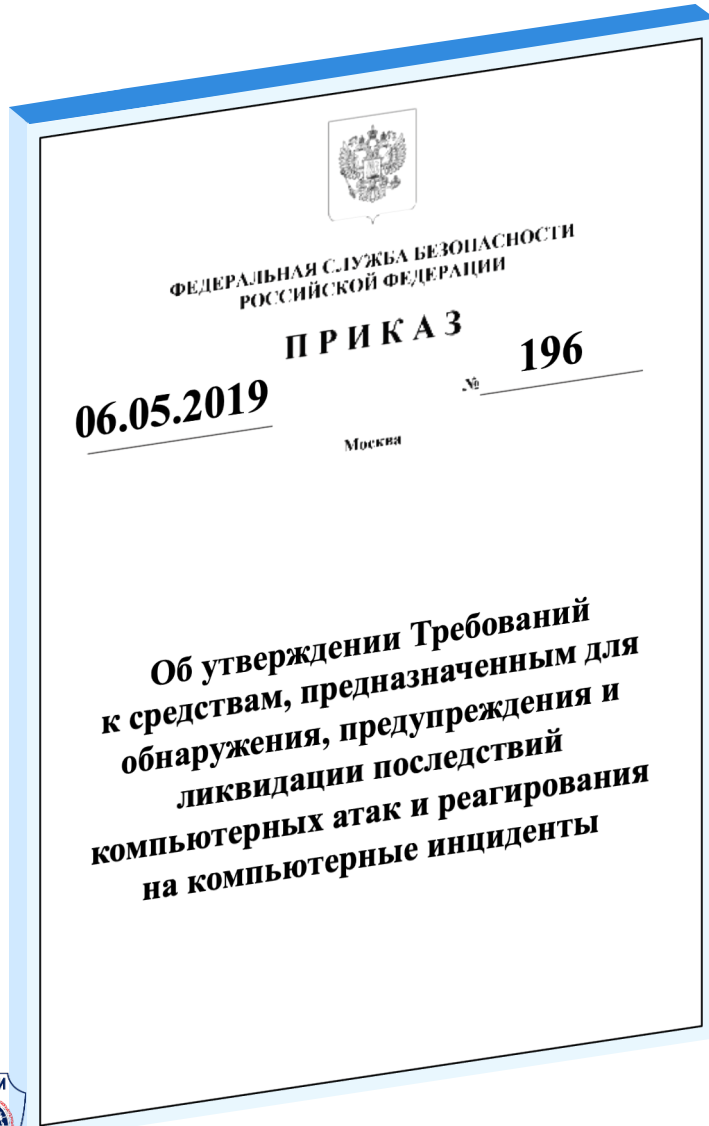 ФЕДЕРАЛЬНАЯ СЛУЖБА БЕЗОПАСНОСТИ
РОССИЙСКОЙ ФЕДЕРАЦИИ
ПРИКАЗ
06.05.2019 № 196
Москва
Об утверждении Требований
к средствам, предназначенным для
обнаружения, предупреждения и
ликвидации последствий
компьютерных атак и реагирования
на компьютерные инциденты